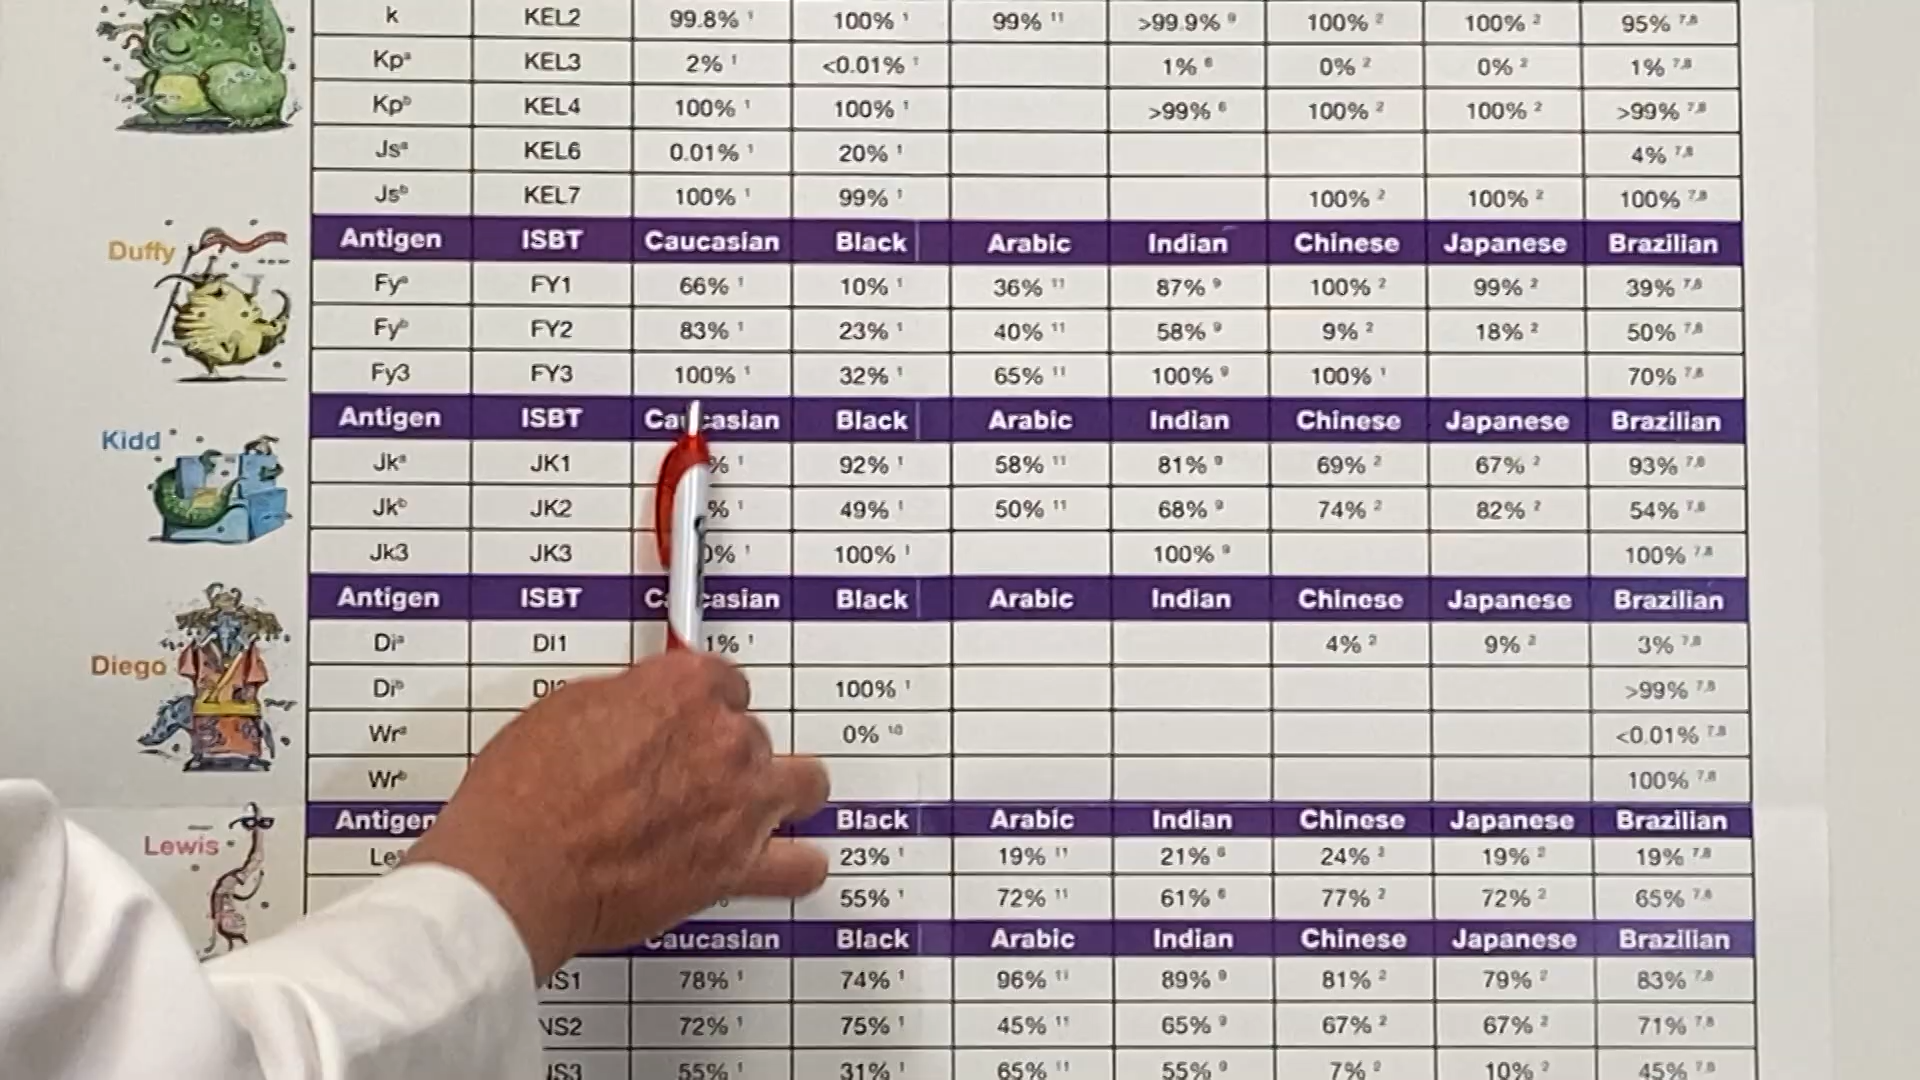 k KEL2 99.8% 1 100% 1 99% 11 >99.9% 9 100% 2 100% 2 95% 7,8
Kpa KEL3 2% 1 <0.01% 1 1% 6 0% 2 0% 2 1% 7,8
Kpb KEL4 100% 1 100% 1 >99% 6 100% 2 100% 2 >99% 7,8
Jsa KEL6 0.01% 1 20% 1 4% 7,8
Jsb KEL7 100% 1 99% 1 100% 2 100% 2 100% 7,8
Duffy
Antigen ISBT Caucasian Black Arabic Indian Chinese Japanese Brazilian
Fya FY1 66% 1 10% 1 36% 11 87% 9 100% 2 99% 2 39% 7,8
Fyb FY2 83% 1 23% 1 40% 11 58% 9 9% 2 18% 2 50% 7,8
Fy3 FY3 100% 1 32% 1 65% 11 100% 9 100% 1 70% 7,8
Kidd
Antigen ISBT Caucasian Black Arabic Indian Chinese Japanese Brazilian
Jka JK1 % 1 92% 1 58% 11 81% 9 69% 2 67% 2 93% 7,8
Jkb JK2 % 1 49% 1 50% 11 68% 9 74% 2 82% 2 54% 7,8
Jk3 JK3 0% 1 100% 1 100% 9 100% 7,8
Antigen ISBT Caucasian Black Arabic Indian Chinese Japanese Brazilian
Diego
Dia DI1 1% 1 4% 2 9% 2 3% 7,8
Dib 100% 1 >99% 7,8
Wra 0% 10 <0.01% 7,8
Wrb 100% 7,8
Lewis
Antigen Black Arabic Indian Chinese Japanese Brazilian
Le 23% 1 19% 11 21% 6 24% 3 19% 2 19% 7,8
55% 1 72% 11 61% 6 77% 2 72% 2 65% 7,8
Caucasian Black Arabic Indian Chinese Japanese Brazilian
NS1 78% 1 74% 1 96% 11 89% 9 81% 2 79% 2 83% 7,8
NS2 72% 1 75% 1 45% 11 65% 9 67% 2 67% 2 71% 7,8
NS3 55% 1 31% 1 65% 11 55% 9 7% 2 10% 2 45% 7,8